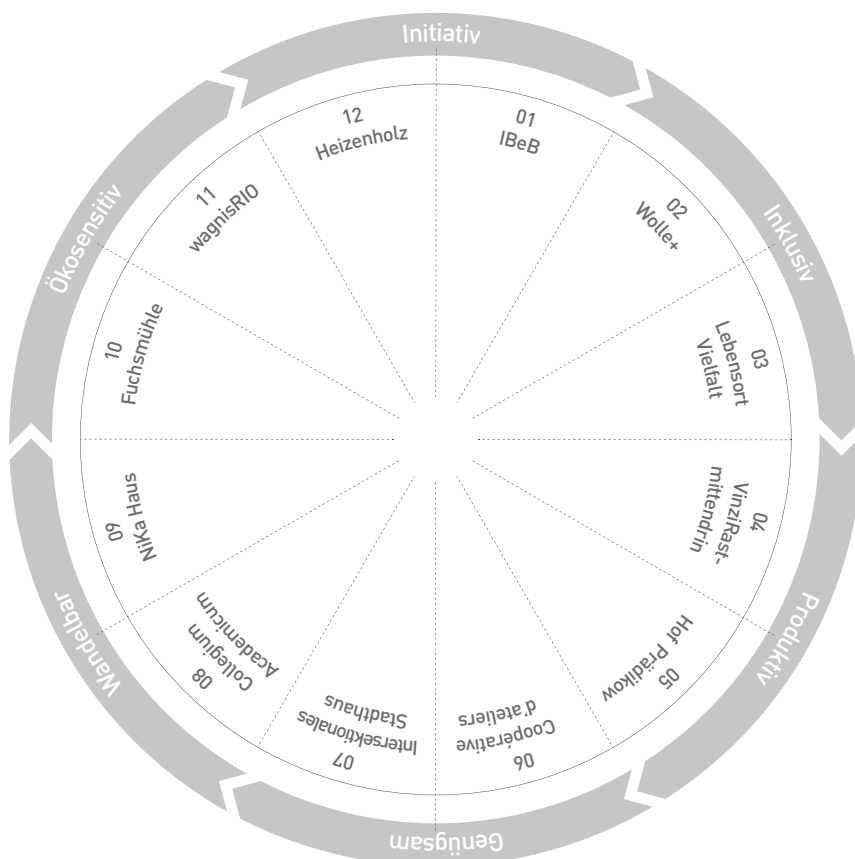 Initiativ
Inklusiv
Produktiv
Genügsam
Wandelbar
Ökosensitiv
01
IBeB
02
Wolle+
03
Lebensort
Vielfalt
04
VinziRast-
mittendrin
05
Hof Prädikow
06
Coopérative
d'ateliers
07
Intersektionales
Stadthaus
08
Collegium
Academicum
09
NiKa Haus
10
Fuchsmühle
11
wagnisRIO
12
Heizenholz